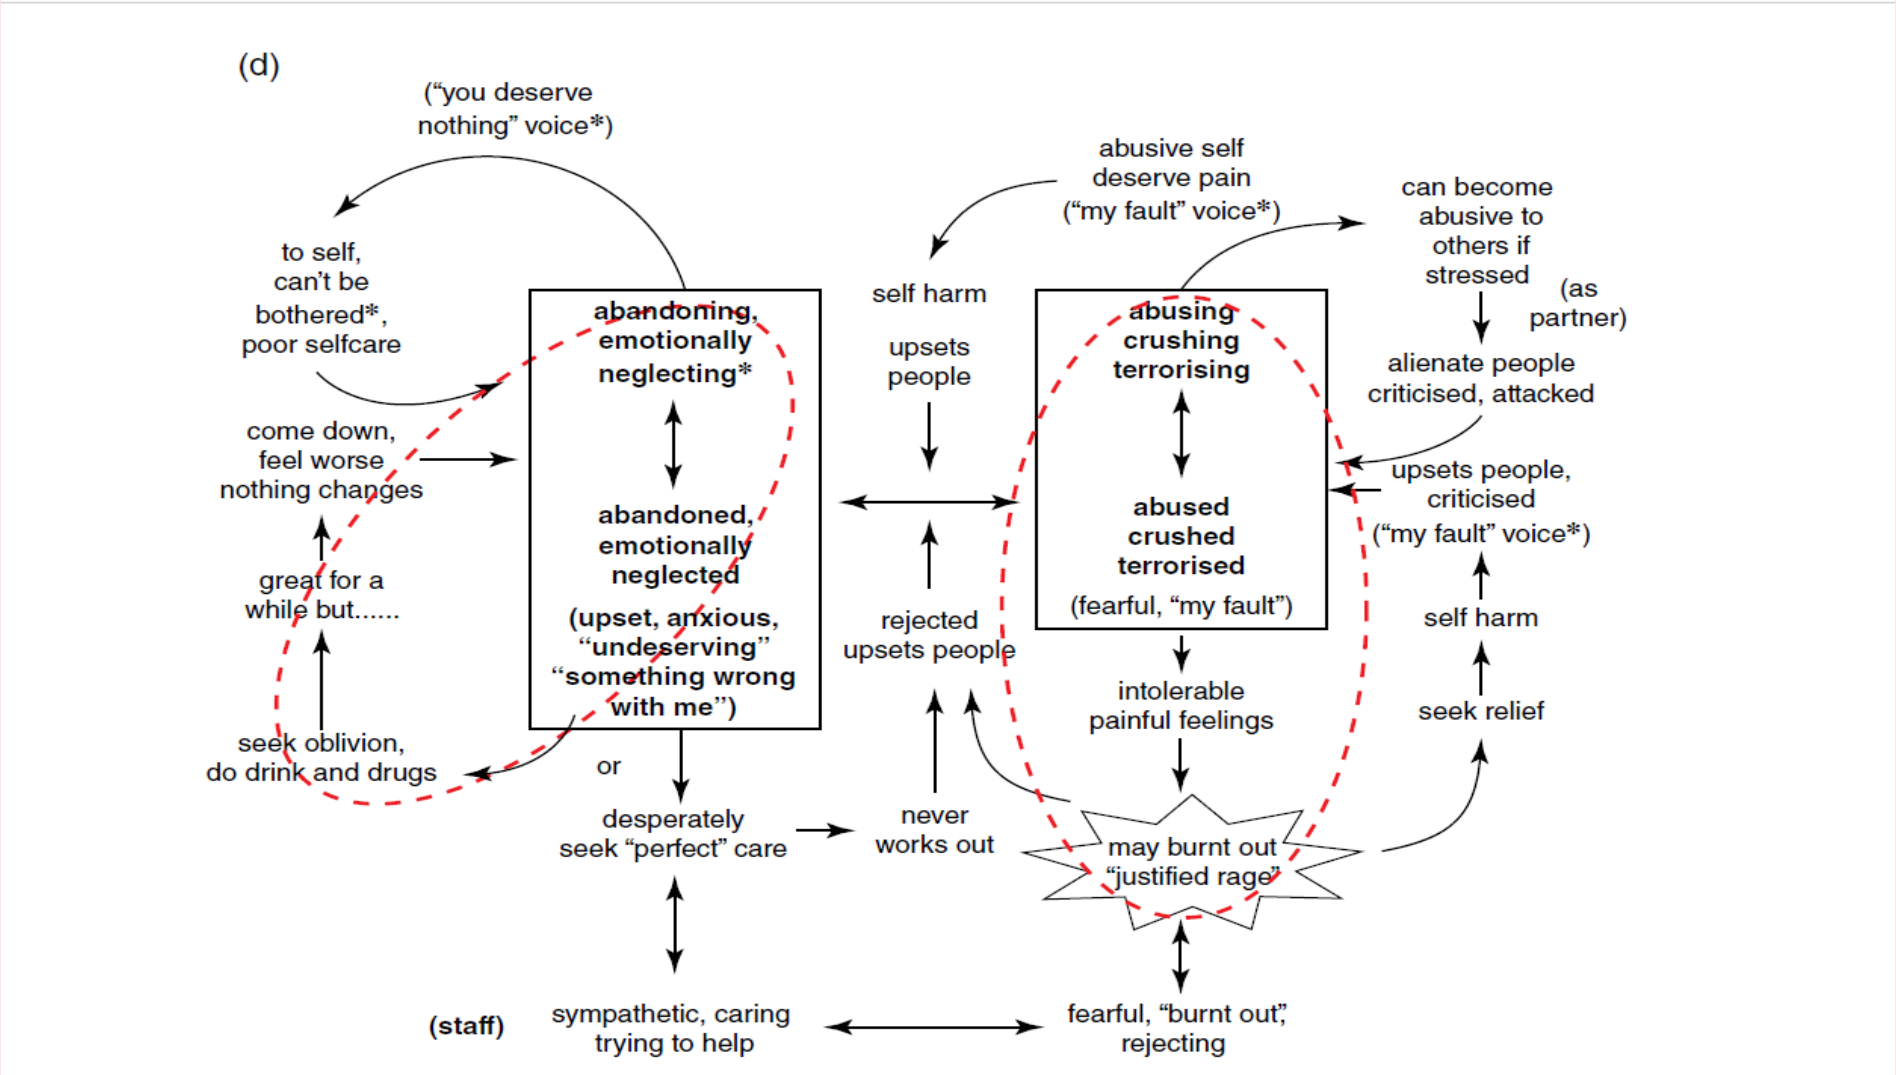 (d)
(“you deserve
nothing” voice*)
to self,
can’t be
bothered*,
poor selfcare
come down,
feel worse
nothing changes
great for a
while but......
seek oblivion,
do drink and drugs
abandoning,
emotionally
neglecting*
abandoned,
emotionally
neglected
(upset, anxious,
“undeserving”
“something wrong
with me”)
or
desperately
seek “perfect” care
(staff)
sympathetic, caring
trying to help
abusive self
deserve pain
(“my fault” voice*)
self harm
upsets
people
rejected
upsets people
never
works out
abusing
crushing
terrorising
abused
crushed
terrorised
(fearful, “my fault”)
intolerable
painful feelings
may burnt out
“justified rage”
fearful, “burnt out”,
rejecting
can become
abusive to
others if
stressed
(as
partner)
alienate people
criticised, attacked
upsets people,
criticised
(“my fault” voice*)
self harm
seek relief